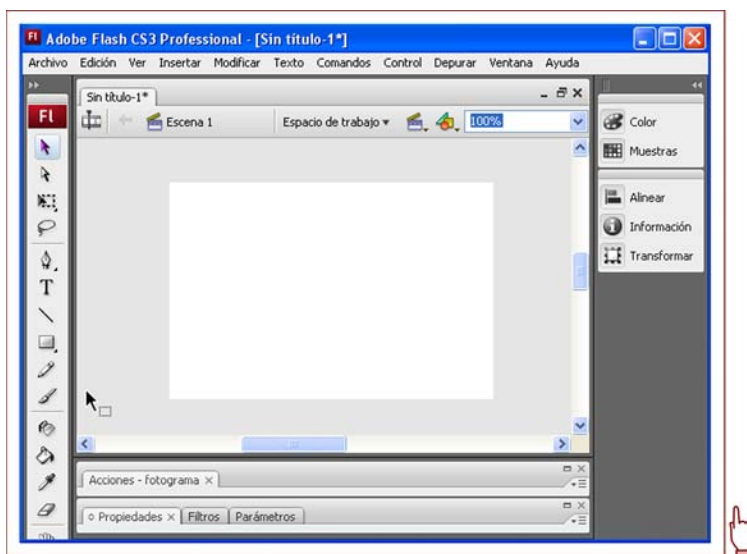 Fl Adobe Flash CS3 Professional - [Sin título-1*]
Archivo Edición Ver Insertar Modificar Texto Comandos Control Depurar Ventana Ayuda
Sin título-1*
Fl
Escena 1 Espacio de trabajo 100%
Color
Muestras
Alinear
Información
Transformar
T
Acciones - fotograma
Propiedades Filtros Parámetros